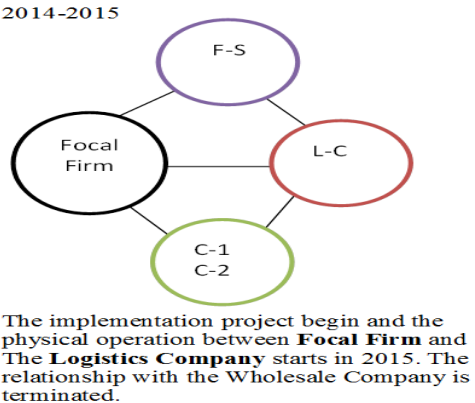 2014-2015
F-S
Focal
Firm
L-C
C-1
C-2
The implementation project begin and the
physical operation between Focal Firm and
The Logistics Company starts in 2015. The
relationship with the Wholesale Company is
terminated.